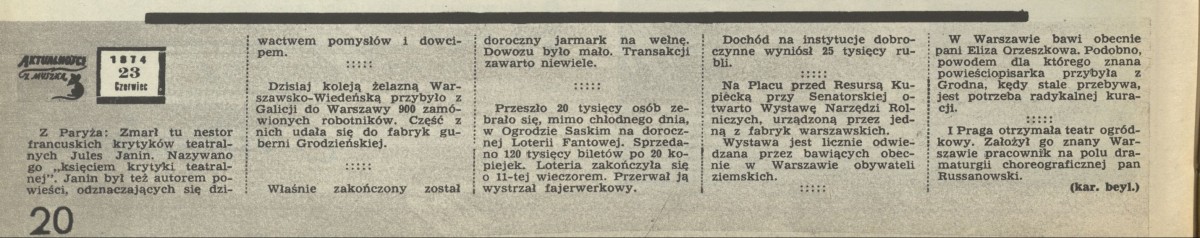 AKTUALNOŚCI
Z MYSZKĄ
1874
23
Czerwiec
Z Paryża: Zmarł tu nestor
francuskich krytyków teatral-
nych Jules Janin. Nazywano
go „księciem krytyki teatral-
nej". Janin był też autorem po-
wieści, odznaczających się dzi-
wactwem pomysłów i dowci-
pem.
Dzisiaj koleją żelazną War-
szawsko-Wiedeńską przybyło z
Galicji do Warszawy 900 zamó-
wionych robotników. Część z
nich udała się do fabryk gu-
berni Grodzieńskiej.
Właśnie zakończony został
doroczny jarmark na wełnę.
Dowozu było mało. Transakcji
zawarto niewiele.
Przeszło 20 tysięcy osób ze-
brało się, mimo chłodnego dnia,
w Ogrodzie Saskim na dorocz-
nej Loterii Fantowej. Sprzeda-
no 120 tysięcy biletów po 20 ko-
piejek. Loteria zakończyła się
o 11-tej wieczorem. Przerwał ją
wystrzał fajerwerkowy.
Dochód na instytucje dobro-
czynne wyniósł 25 tysięcy ru-
bli.
Na Placu przed Resursą Ku-
piecką przy Senatorskiej o-
twarto Wystawę Narzędzi Rol-
niczych, urządzoną przez jed-
ną z fabryk warszawskich.
Wystawa jest licznie odwie-
dzana przez bawiących obec-
nie w Warszawie obywateli
ziemskich.
W Warszawie bawi obecnie
pani Eliza Orzeszkowa. Podobno,
powodem dla którego znana
powieściopisarka przybyła z
Grodna, kędy stale przebywa,
jest potrzeba radykalnej kura-
cji.
I Praga otrzymała teatr ogród-
kowy. Założył go znany War-
szawie pracownik na polu dra-
maturgii choreograficznej pan
Russanowski.
(kar. beyl.)
20